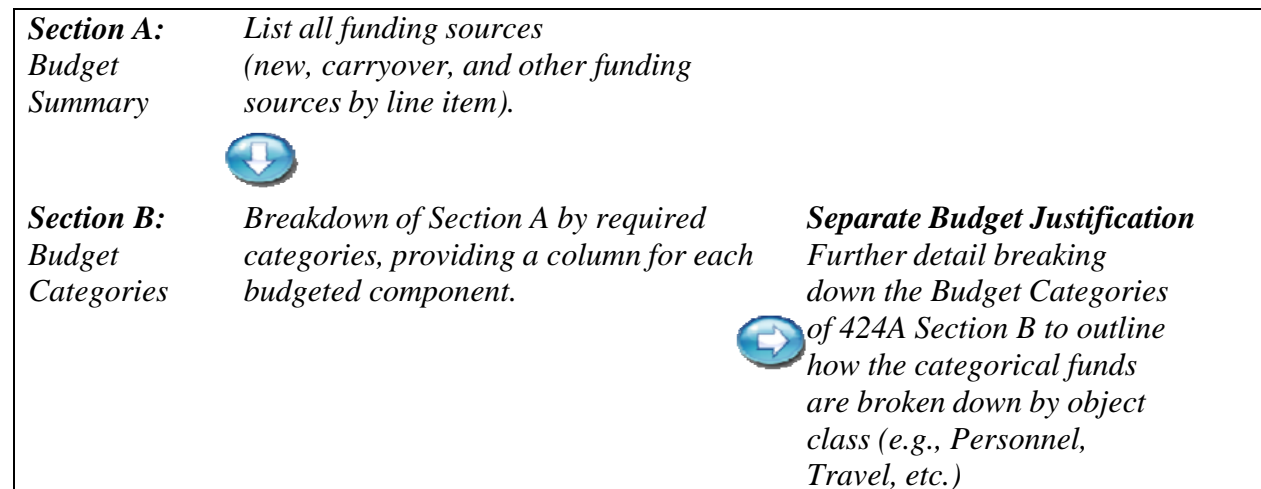 Section A: List all funding sources
Budget (new, carryover, and other funding
Summary sources by line item).
Section B: Breakdown of Section A by required
Budget categories, providing a column for each
Categories budgeted component.
Separate Budget Justification
Further detail breaking
down the Budget Categories
of 424A Section B to outline
how the categorical funds
are broken down by object
class (e.g., Personnel,
Travel, etc.)